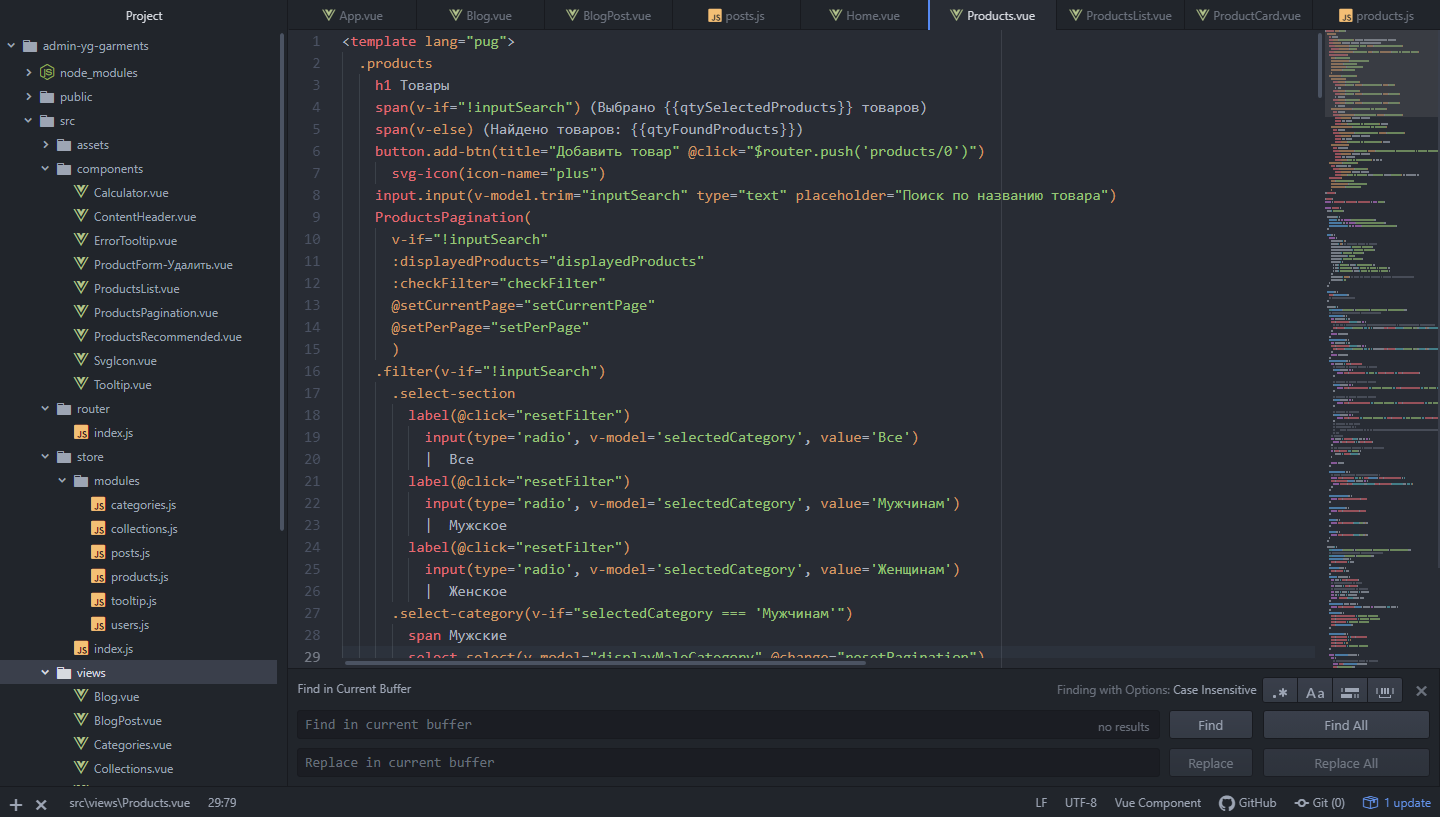 Project
App.vue
Blog.vue
BlogPost.vue
posts.js
Home.vue
Products.vue
ProductsList.vue
ProductCard.vue
products.js
admin-yg-garments
node_modules
public
src
assets
components
Calculator.vue
ContentHeader.vue
ErrorTooltip.vue
ProductForm-Удалить.vue
ProductsList.vue
ProductsPagination.vue
ProductsRecommended.vue
SvgIcon.vue
Tooltip.vue
router
index.js
store
modules
categories.js
collections.js
posts.js
products.js
tooltip.js
users.js
index.js
views
Blog.vue
BlogPost.vue
Categories.vue
Collections.vue
1 <template lang="pug">
2 .products
3 h1 Товары
4 span(v-if="!inputSearch") (Выбрано {{qtySelectedProducts}} товаров)
5 span(v-else) (Найдено товаров: {{qtyFoundProducts}})
6 button.add-btn(title="Добавить товар" @click="$router.push('products/0')")
7 svg-icon(icon-name="plus")
8 input.input(v-model.trim="inputSearch" type="text" placeholder="Поиск по названию товара")
9 ProductsPagination(
10 v-if="!inputSearch"
11 :displayedProducts="displayedProducts"
12 :checkFilter="checkFilter"
13 @setCurrentPage="setCurrentPage"
14 @setPerPage="setPerPage"
15 )
16 .filter(v-if="!inputSearch")
17 .select-section
18 label(@click="resetFilter")
19 input(type='radio', v-model='selectedCategory', value='Все')
20 | Все
21 label(@click="resetFilter")
22 input(type='radio', v-model='selectedCategory', value='Мужчинам')
23 | Мужское
24 label(@click="resetFilter")
25 input(type='radio', v-model='selectedCategory', value='Женщинам')
26 | Женское
27 .select-category(v-if="selectedCategory === 'Мужчинам'")
28 span Мужские
29 select.select(v-model="displayMaleCategory" @change="resetPagination")
Find in Current Buffer
Finding with Options: Case Insensitive
.* Aa
Find in current buffer
no results
Find
Find All
Replace in current buffer
Replace
Replace All
src\views\Products.vue 29:79
LF UTF-8 Vue Component GitHub Git (0) 1 update